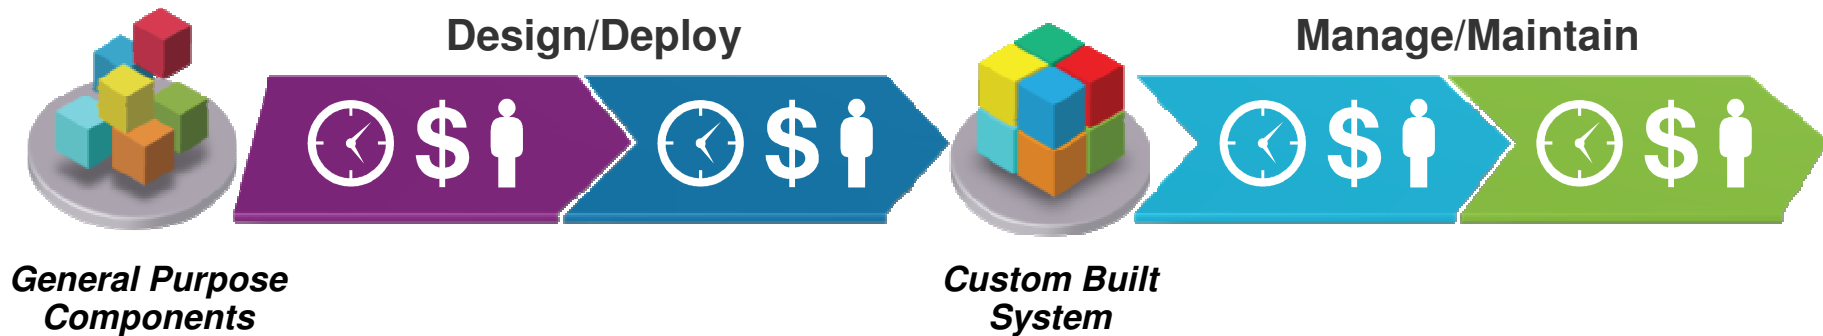 Design/Deploy
Manage/Maintain
$
$
$
$
General Purpose
Components
Custom Built
System